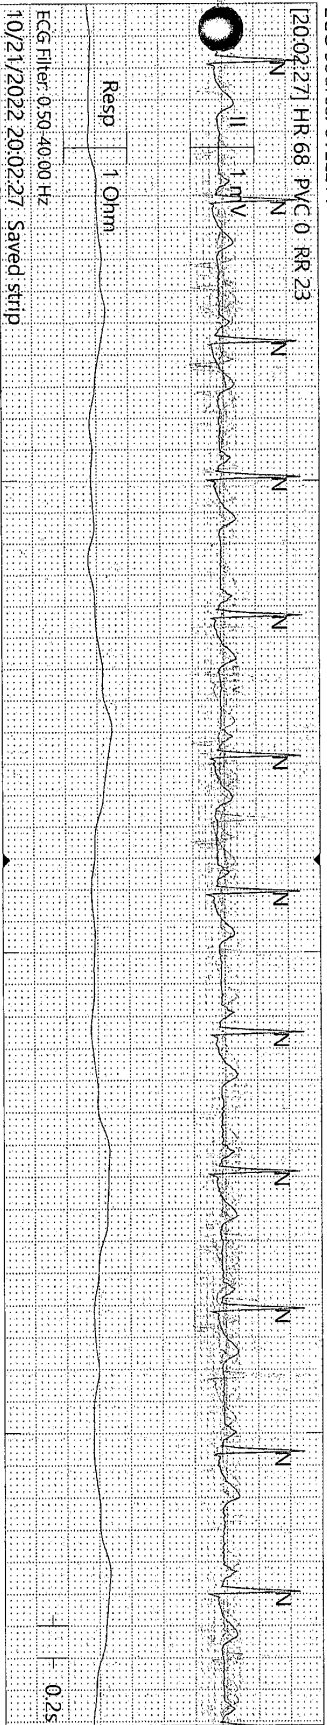 [20:02:27] HR 68 PVC 0 RR 23
N N N N N N N N N N N N
II 1 mV
Resp 1 Ohm
ECG Filter: 0.50-40.00 Hz
0.2s
10/21/2022 20:02:27 Saved strip